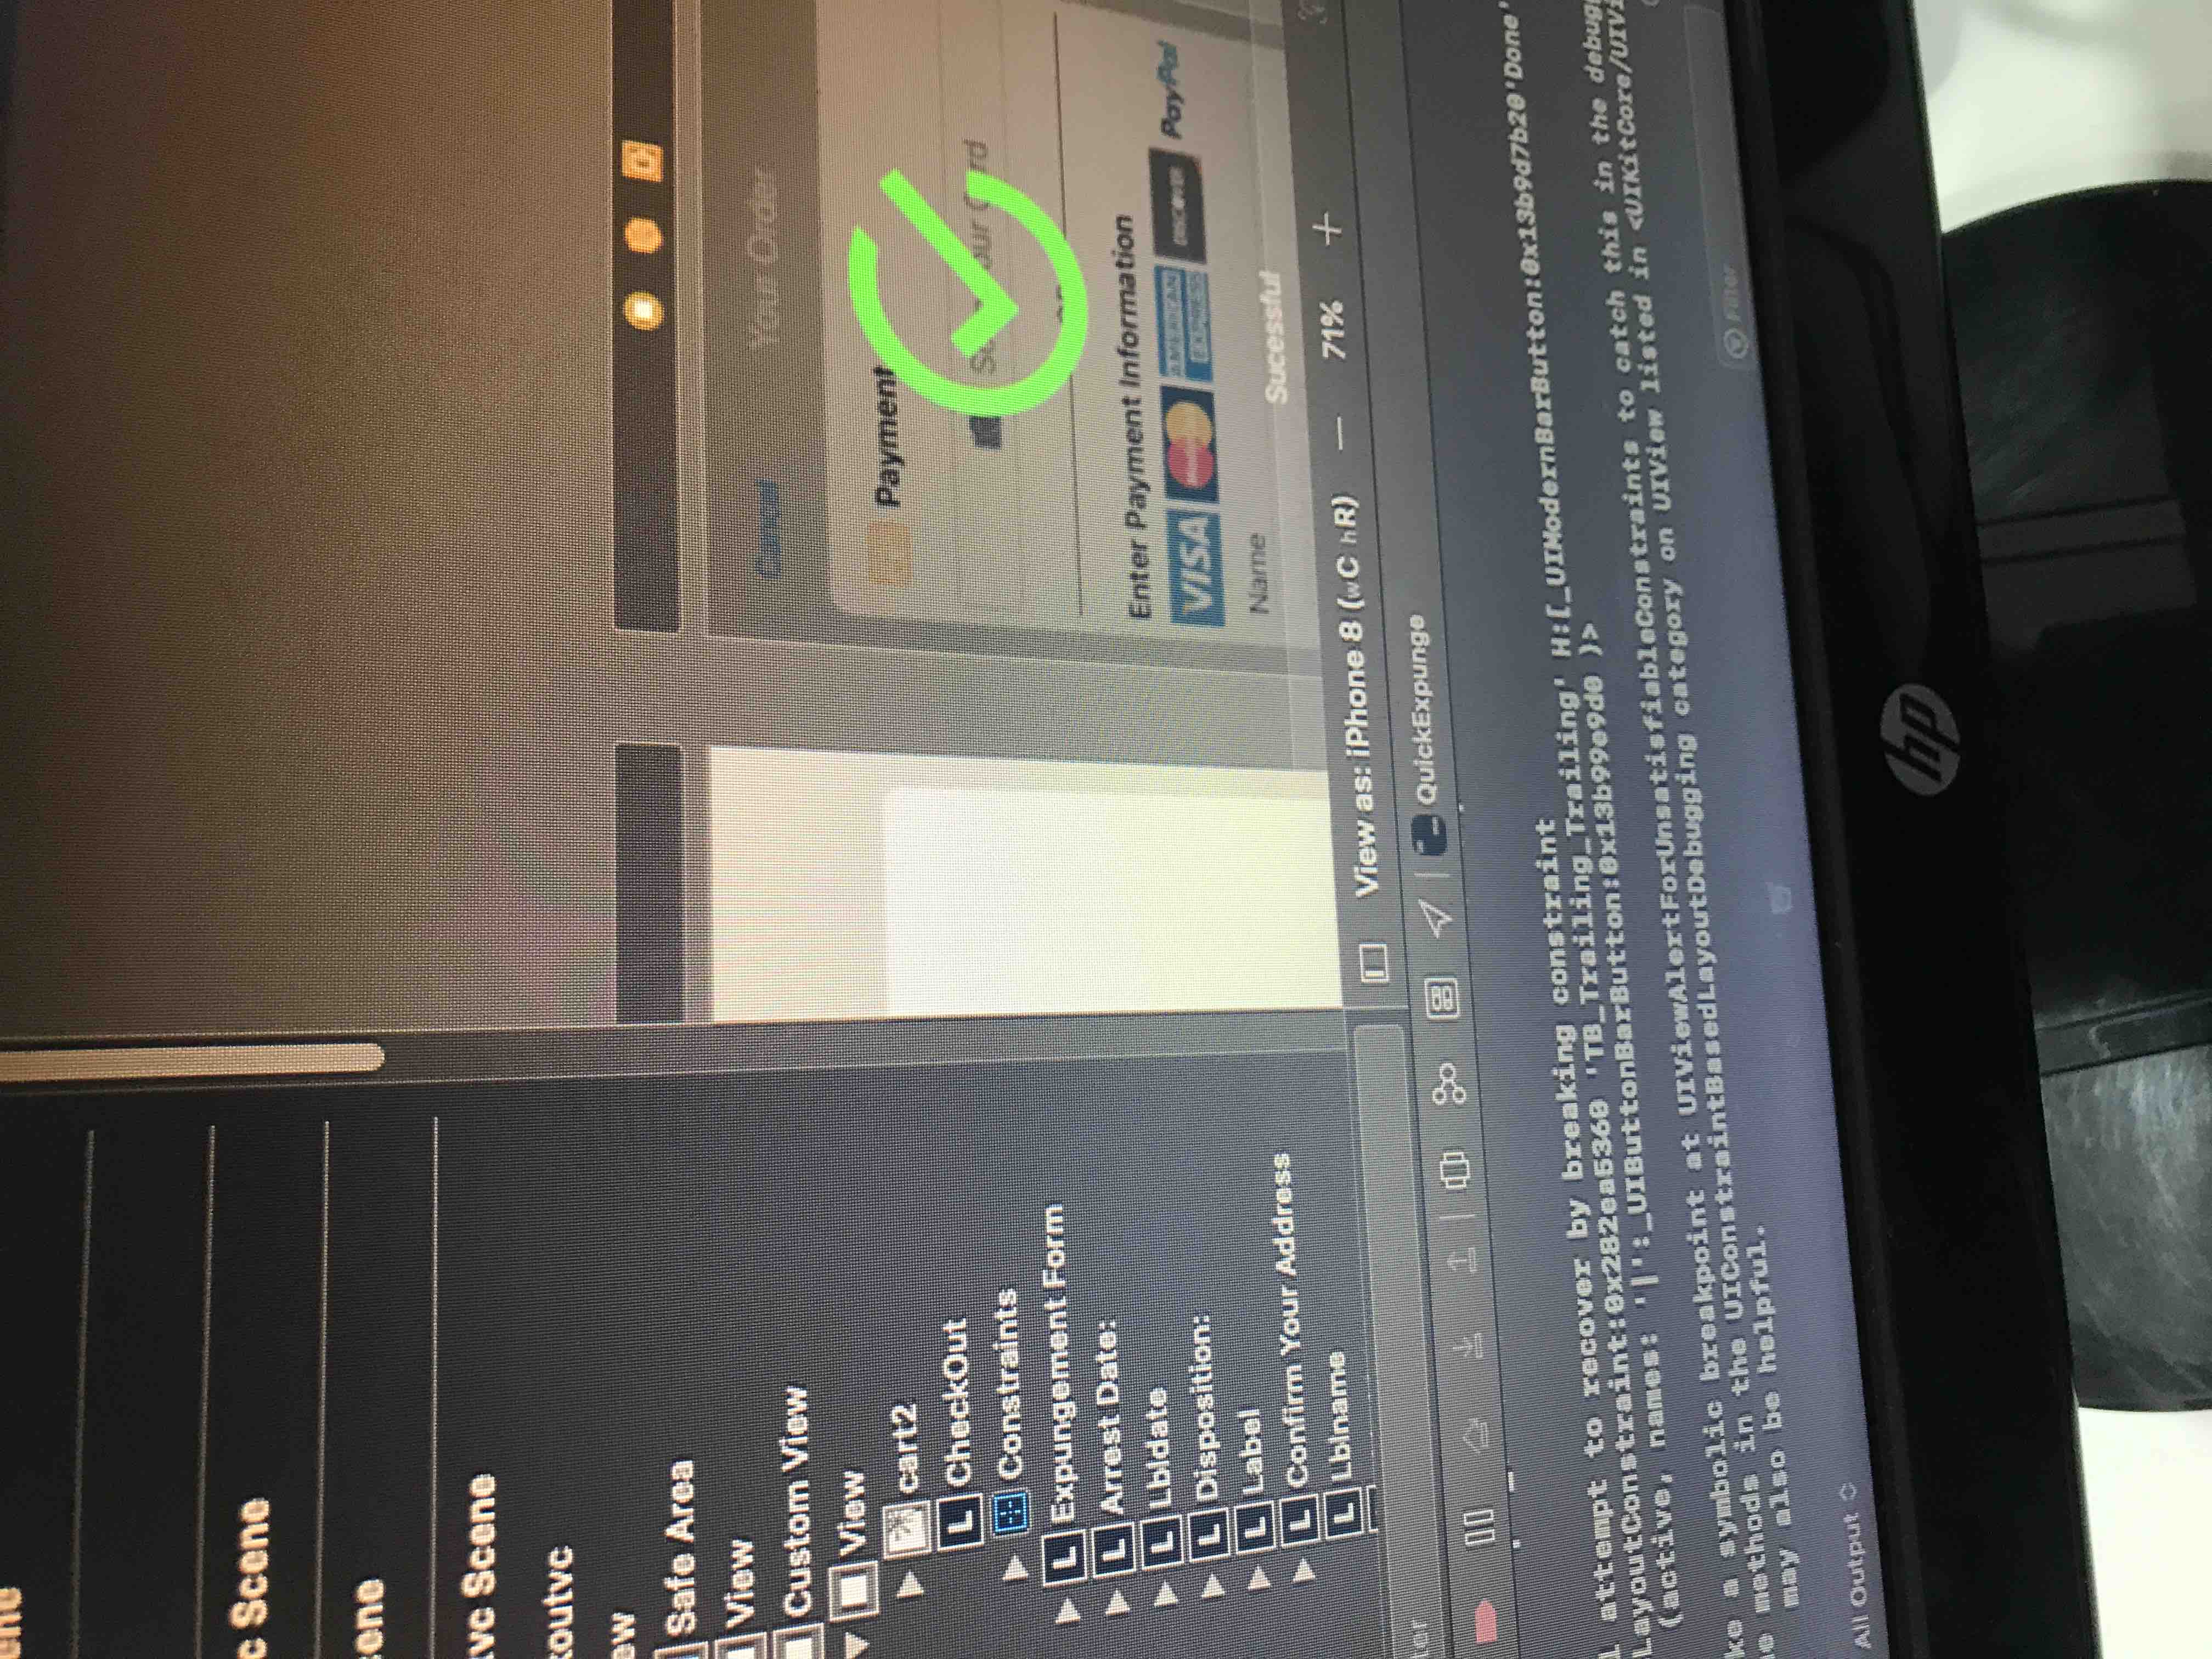 c Scene
vc Scene
koutvc
Safe Area
View
Custom View
View
cart2
CheckOut
Constraints
Expungement Form
Arrest Date:
Lbldate
Disposition:
Label
Confirm Your Address
Lblname
Cancel
Your Order
Payment
Enter Payment Information
VISA
AMERICAN
EXPRESS
DISCOVER
PayPal
Name
Sucessful
View as: iPhone 8 (wC hR)
— 71% +
QuickExpunge
l attempt to recover by breaking constraint
LayoutConstraint:0x282ea5360 'TB_Trailing_Trailing' H:[_UIModernBarButton:0x13b9d7b20'Done'
(active, names: '|':_UIButtonBarButton:0x13b99e9d0 )>
ke a symbolic breakpoint at UIViewAlertForUnsatisfiableConstraints to catch this in the debugg
e methods in the UIConstraintBasedLayoutDebugging category on UIView listed in <UIKitCore/UIVi
may also be helpful.
Filter
All Output
hp